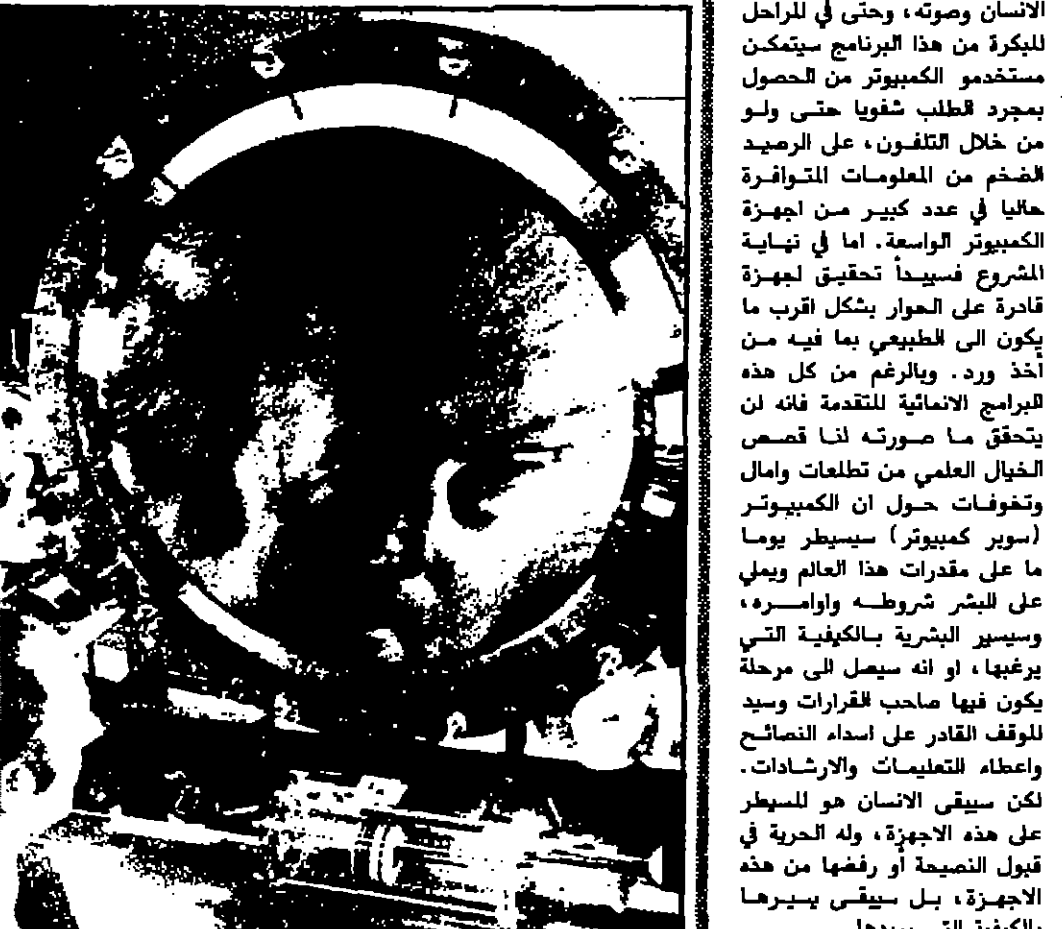 الانسان وصوته، وحتى في المراحل
المبكرة من هذا البرنامج سيتمكن
مستخدمو الكمبيوتر من الحصول
بمجرد الطلب شفويا حتى ولو
من خلال التلفون، على الرصيد
الضخم من المعلومات المتوافرة
حاليا في عدد كبير من اجهزة
الكمبيوتر الواسعة. اما في نهاية
المشروع فسيبدأ تحقيق اجهزة
قادرة على الحوار بشكل اقرب ما
يكون الى الطبيعي بما فيه من
أخذ ورد. وبالرغم من كل هذه
البرامج الانمائية المتقدمة فانه لن
يتحقق ما صورته لنا قصص
الخيال العلمي من تطلعات وامال
وتخوفات حول ان الكمبيوتر
(سوبر كمبيوتر) سيسيطر يوما
ما على مقدرات هذا العالم ويملي
على البشر شروطه واوامره،
وسيسير البشرية بالكيفية التي
يرغبها، او انه سيصل الى مرحلة
يكون فيها صاحب القرارات وسيد
الموقف القادر على اسداء النصائح
واعطاء التعليمات والارشادات.
لكن سيبقى الانسان هو المسيطر
على هذه الاجهزة، وله الحرية في
قبول النصيحة أو رفضها من هذه
الاجهزة، بل سيبقى يسيرها
بالكيفية التي يريدها